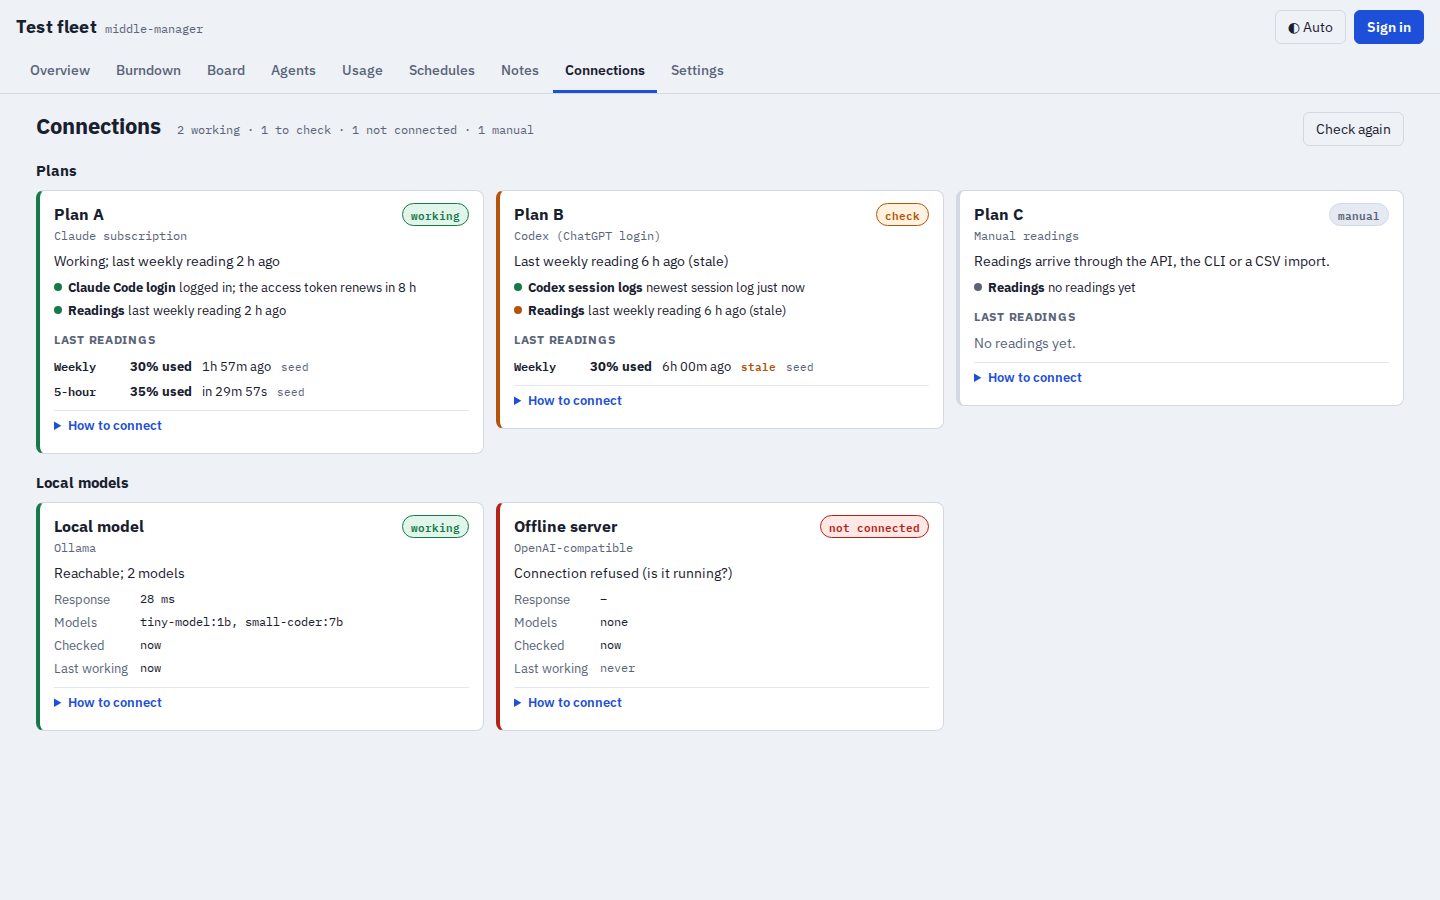 Test fleet middle-manager
◐ Auto
Sign in
Overview Burndown Board Agents Usage Schedules Notes Connections Settings
Connections 2 working · 1 to check · 1 not connected · 1 manual
Check again
Plans
Plan A working
Claude subscription
Working; last weekly reading 2 h ago
Claude Code login logged in; the access token renews in 8 h
Readings last weekly reading 2 h ago
LAST READINGS
Weekly 30% used 1h 57m ago seed
5-hour 35% used in 29m 57s seed
How to connect
Plan B check
Codex (ChatGPT login)
Last weekly reading 6 h ago (stale)
Codex session logs newest session log just now
Readings last weekly reading 6 h ago (stale)
LAST READINGS
Weekly 30% used 6h 00m ago stale seed
How to connect
Plan C manual
Manual readings
Readings arrive through the API, the CLI or a CSV import.
Readings no readings yet
LAST READINGS
No readings yet.
How to connect
Local models
Local model working
Ollama
Reachable; 2 models
Response 28 ms
Models tiny-model:1b, small-coder:7b
Checked now
Last working now
How to connect
Offline server not connected
OpenAI-compatible
Connection refused (is it running?)
Response –
Models none
Checked now
Last working never
How to connect